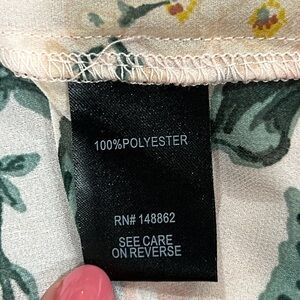 100%POLYESTER
RN# 148862
SEE CARE
ON REVERSE